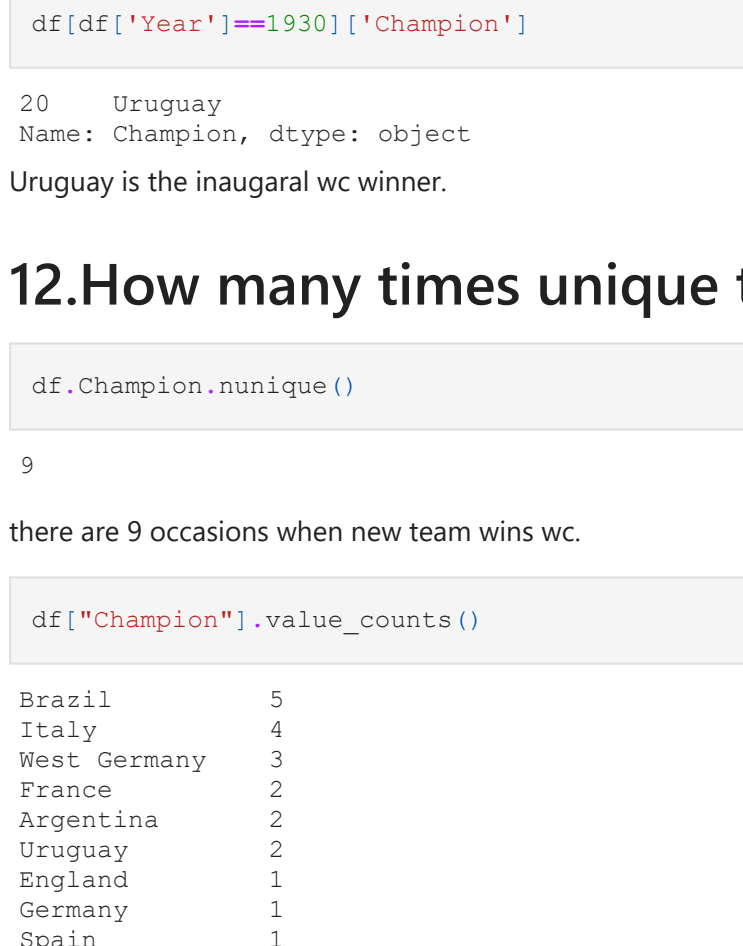 df[df['Year']==1930]['Champion']
20    Uruguay
Name: Champion, dtype: object
Uruguay is the inaugaral wc winner.
12.How many times unique
df.Champion.nunique()
9
there are 9 occasions when new team wins wc.
df["Champion"].value_counts()
Brazil          5
Italy           4
West Germany    3
France          2
Argentina       2
Uruguay         2
England         1
Germany         1
Spain           1